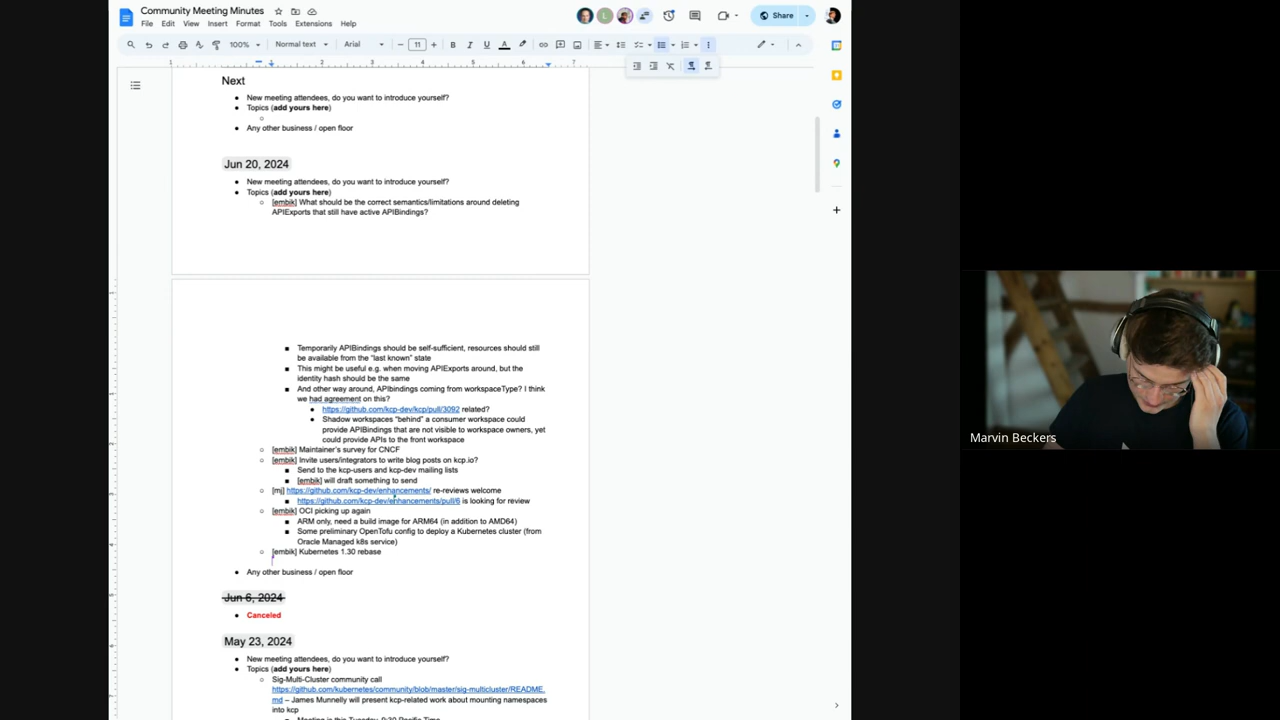 Community Meeting Minutes
File Edit View Insert Format Tools Extensions Help
Share
100% Normal text Arial 11
Next
● New meeting attendees, do you want to introduce yourself?
● Topics (add yours here)
○
● Any other business / open floor
Jun 20, 2024
● New meeting attendees, do you want to introduce yourself?
● Topics (add yours here)
○ [embik] What should be the correct semantics/limitations around deleting
APIExports that still have active APIBindings?
■ Temporarily APIBindings should be self-sufficient, resources should still
be available from the "last known" state
■ This might be useful e.g. when moving APIExports around, but the
identity hash should be the same
■ And other way around, APIbindings coming from workspaceType? I think
we had agreement on this?
● https://github.com/kcp-dev/kcp/pull/3092 related?
● Shadow workspaces "behind" a consumer workspace could
provide APIBindings that are not visible to workspace owners, yet
could provide APIs to the front workspace
○ [embik] Maintainer's survey for CNCF
○ [embik] Invite users/integrators to write blog posts on kcp.io?
■ Send to the kcp-users and kcp-dev mailing lists
■ [embik] will draft something to send
○ [mj] https://github.com/kcp-dev/enhancements/ re-reviews welcome
■ https://github.com/kcp-dev/enhancements/pull/6 is looking for review
○ [embik] OCI picking up again
■ ARM only, need a build image for ARM64 (in addition to AMD64)
■ Some preliminary OpenTofu config to deploy a Kubernetes cluster (from
Oracle Managed k8s service)
○ [embik] Kubernetes 1.30 rebase
● Any other business / open floor
Jun 6, 2024
● Canceled
May 23, 2024
● New meeting attendees, do you want to introduce yourself?
● Topics (add yours here)
○ Sig-Multi-Cluster community call
https://github.com/kubernetes/community/blob/master/sig-multicluster/README.
md – James Munnelly will present kcp-related work about mounting namespaces
into kcp
■ Meeting is this Tuesday, 9:30 Pacific Time
Marvin Beckers